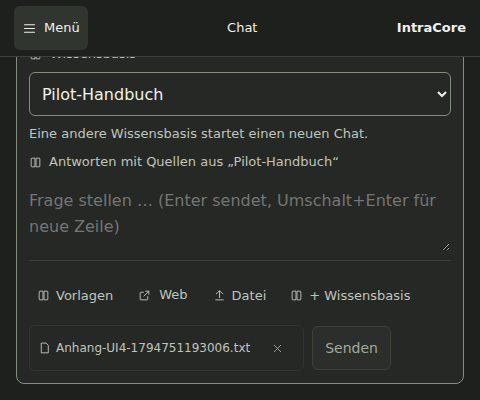 Menü
Chat
IntraCore
Wissensbasis
Pilot-Handbuch
Eine andere Wissensbasis startet einen neuen Chat.
Antworten mit Quellen aus „Pilot-Handbuch“
Frage stellen … (Enter sendet, Umschalt+Enter für
neue Zeile)
Vorlagen
Web
Datei
+ Wissensbasis
Anhang-UI4-1794751193006.txt
Senden